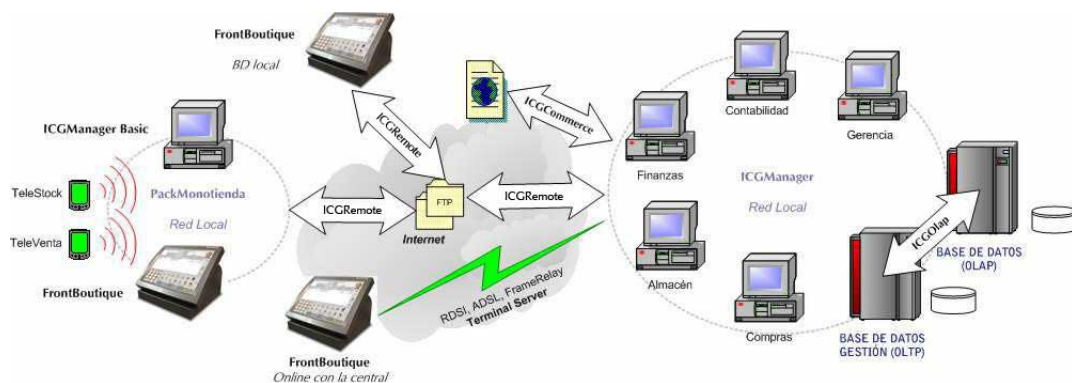 FrontBoutique
BD local
ICGManager Basic
TeleStock
PackMonotienda
TeleVenta
Red Local
FrontBoutique
ICGRemote
ICGRemote
FTP
Internet
ICGRemote
ICGCommerce
RDSI, ADSL, FrameRelay
Terminal Server
FrontBoutique
Online con la central
Contabilidad
Gerencia
Finanzas
ICGManager
Red Local
Almacén
Compras
ICGOlap
BASE DE DATOS
(OLAP)
BASE DE DATOS
GESTIÓN (OLTP)